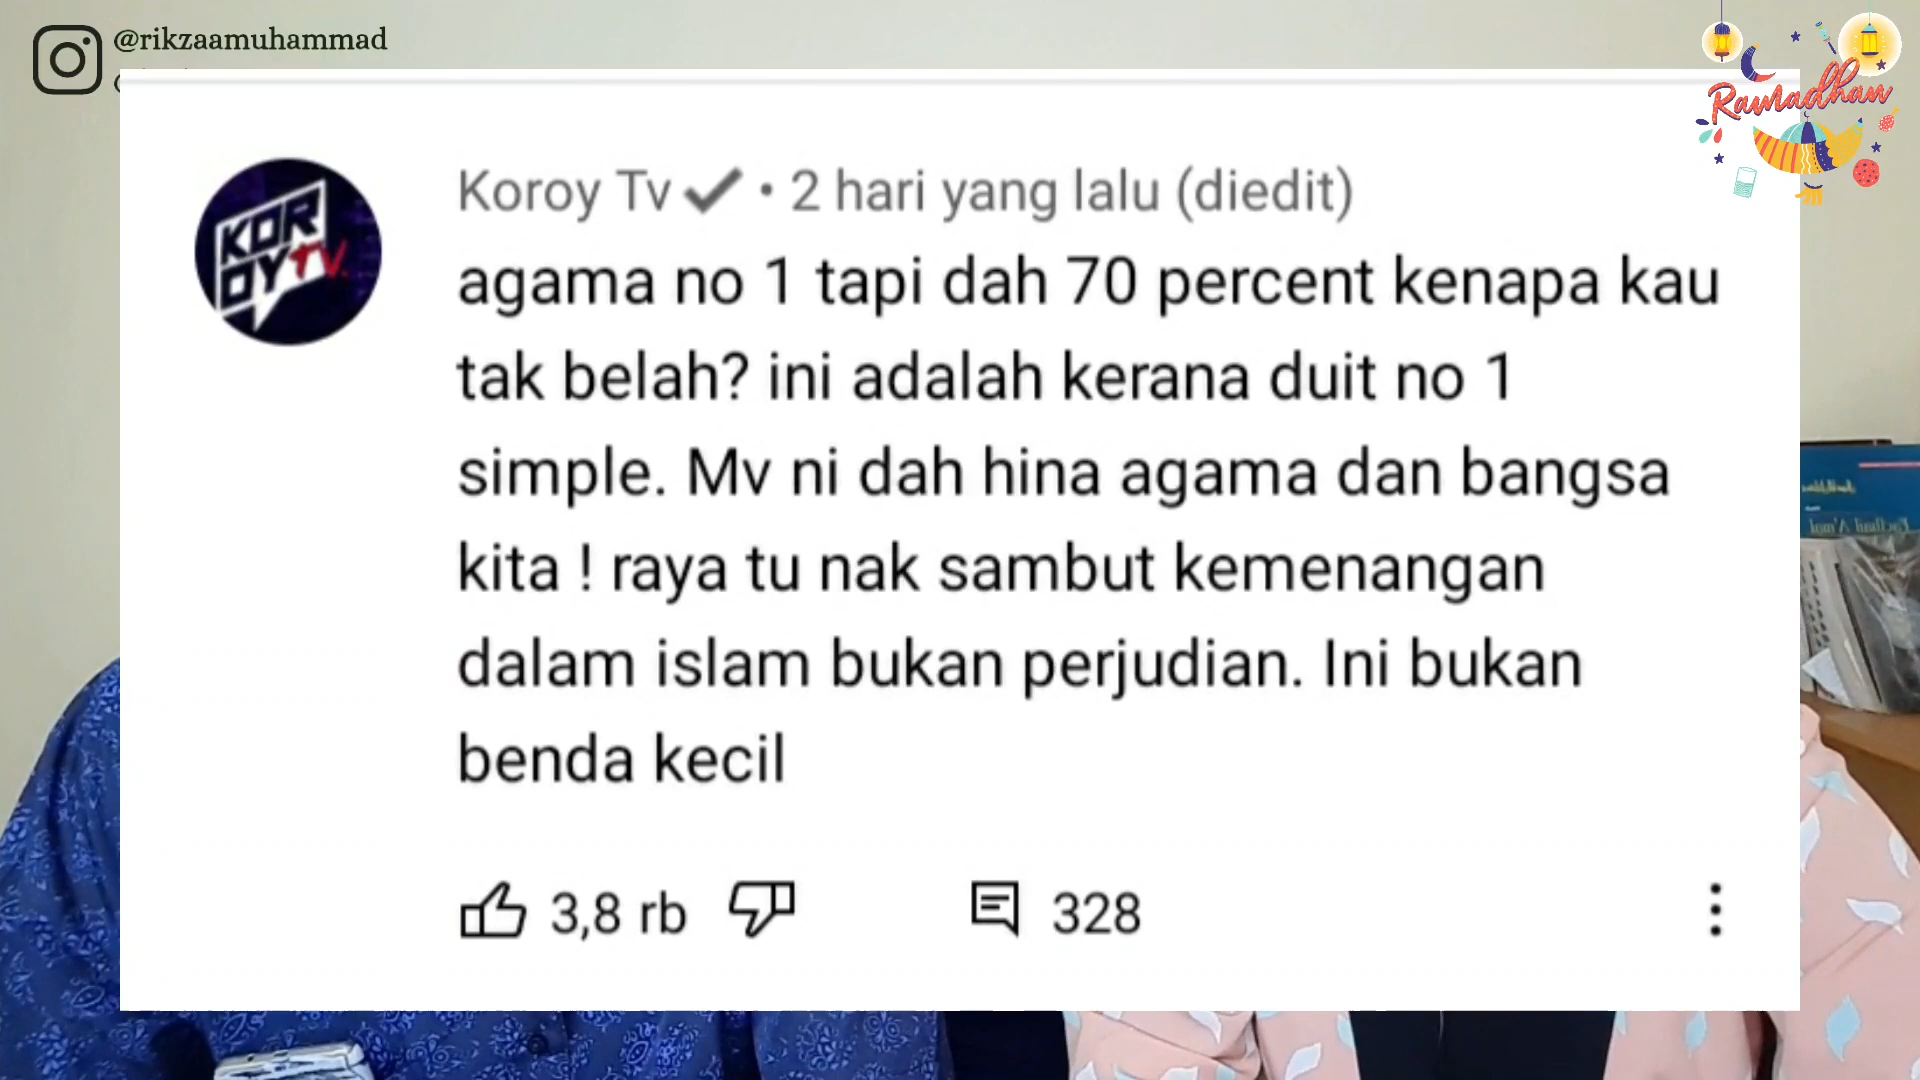 @rikzaamuhammad
Ramadhan
KOROY TV
Koroy Tv ✔ • 2 hari yang lalu (diedit)
agama no 1 tapi dah 70 percent kenapa kau
tak belah? ini adalah kerana duit no 1
simple. Mv ni dah hina agama dan bangsa
kita ! raya tu nak sambut kemenangan
dalam islam bukan perjudian. Ini bukan
benda kecil
3,8 rb
328